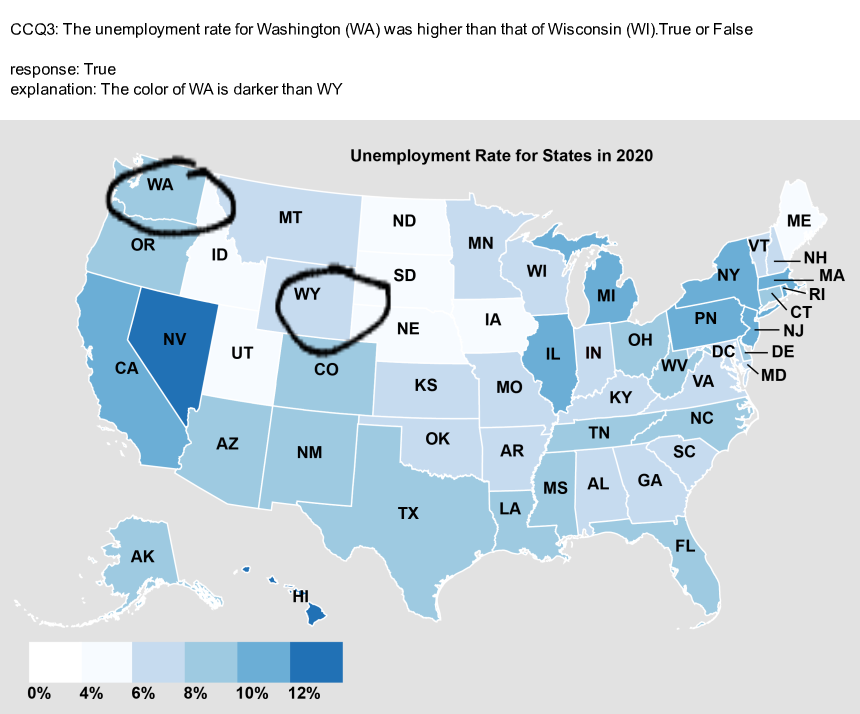 CCQ3: The unemployment rate for Washington (WA) was higher than that of Wisconsin (WI).True or False
response: True
explanation: The color of WA is darker than WY
Unemployment Rate for States in 2020
WA
MT
ND
ME
OR
ID
MN
VT
NH
SD
WI
NY
MA
WY
MI
RI
CT
NE
IA
PN
NJ
NV
UT
IL
IN
OH
DC
DE
CA
CO
WV
MD
KS
MO
KY
VA
AZ
NM
OK
TN
NC
AR
SC
TX
LA
MS
AL
GA
AK
FL
HI
0% 4% 6% 8% 10% 12%